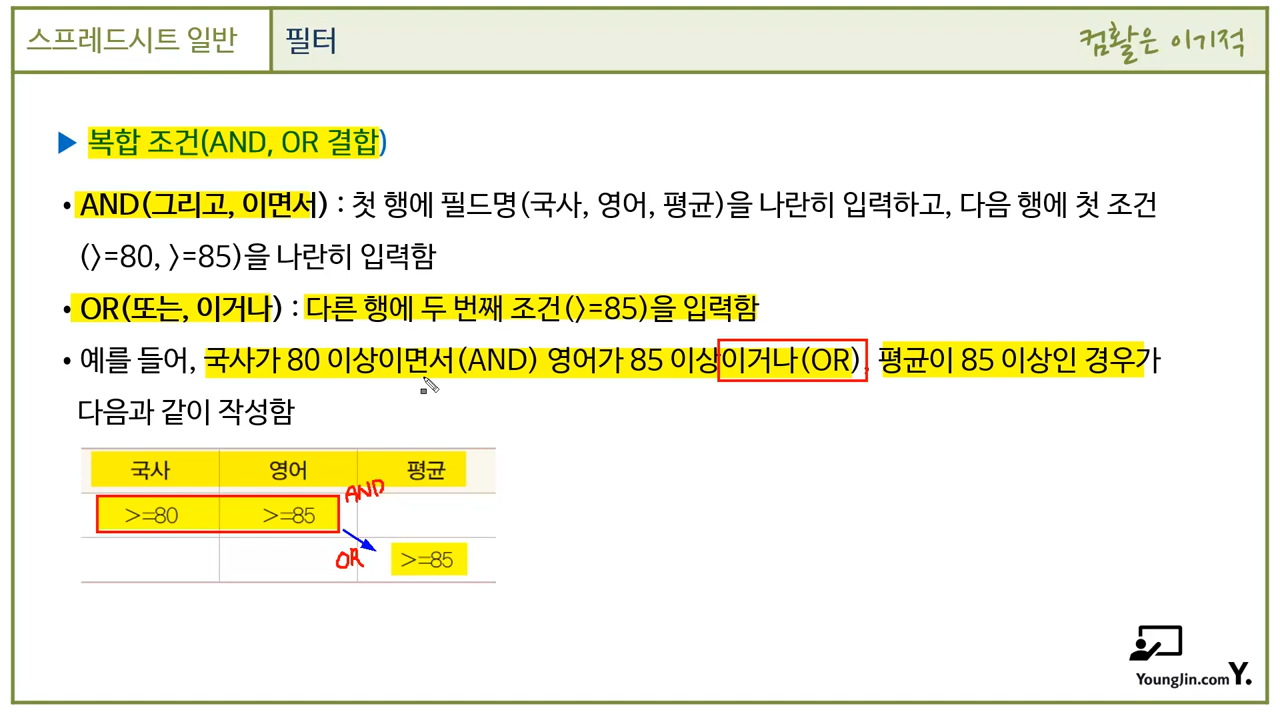 스프레드시트 일반
필터
컴활은 이기적
▶ 복합 조건(AND, OR 결합)
• AND(그리고, 이면서) : 첫 행에 필드명(국사, 영어, 평균)을 나란히 입력하고, 다음 행에 첫 조건
(>=80, >=85)을 나란히 입력함
• OR(또는, 이거나) : 다른 행에 두 번째 조건(>=85)을 입력함
• 예를 들어, 국사가 80 이상이면서(AND) 영어가 85 이상이거나(OR), 평균이 85 이상인 경우가
다음과 같이 작성함
국사 영어 평균
>=80 >=85 AND
OR >=85
YoungJin.com Y.